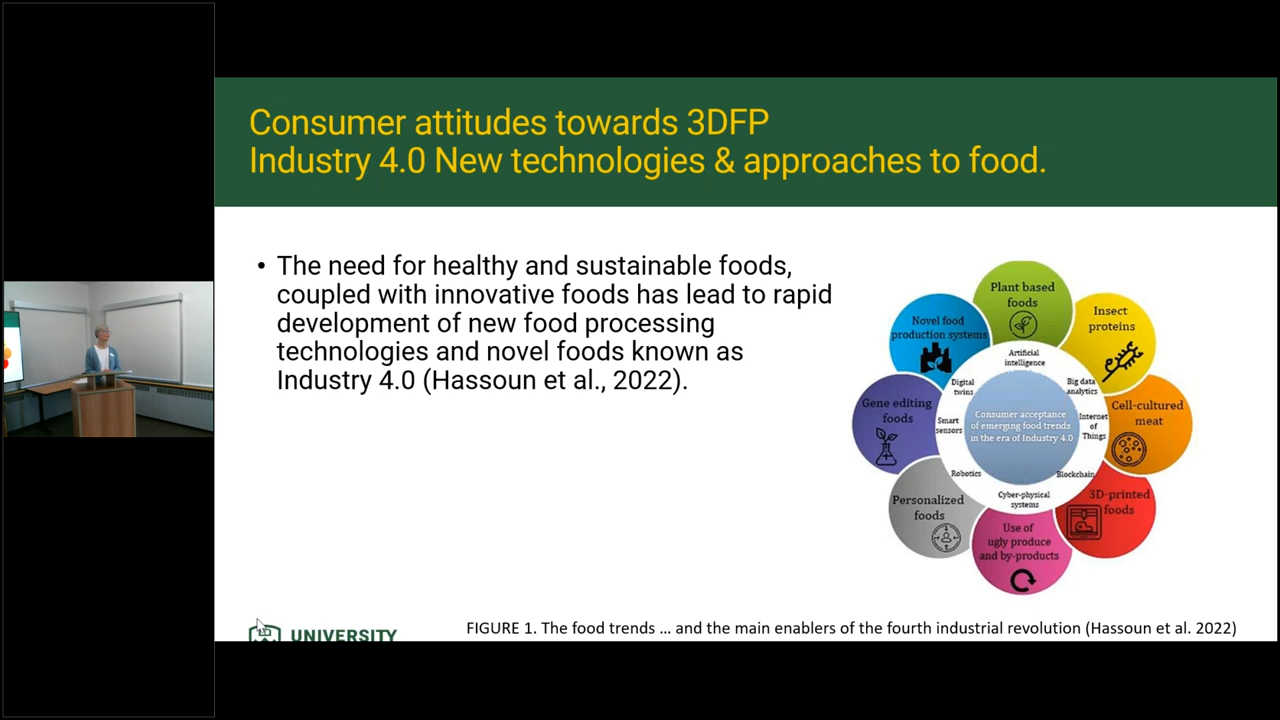 Consumer attitudes towards 3DFP
Industry 4.0 New technologies & approaches to food.
• The need for healthy and sustainable foods,
coupled with innovative foods has lead to rapid
development of new food processing
technologies and novel foods known as
Industry 4.0 (Hassoun et al., 2022).
Plant based
foods
Insect
proteins
Cell-cultured
meat
3D-printed
foods
Use of
ugly produce
and by-products
Personalized
foods
Gene editing
foods
Novel food
production systems
Artificial
intelligence
Big data
analytics
Internet
of
Things
Blockchain
Cyber-physical
systems
Robotics
Smart
sensors
Digital
twins
Consumer acceptance
of emerging food trends
in the era of Industry 4.0
UNIVERSITY
FIGURE 1. The food trends ... and the main enablers of the fourth industrial revolution (Hassoun et al. 2022)